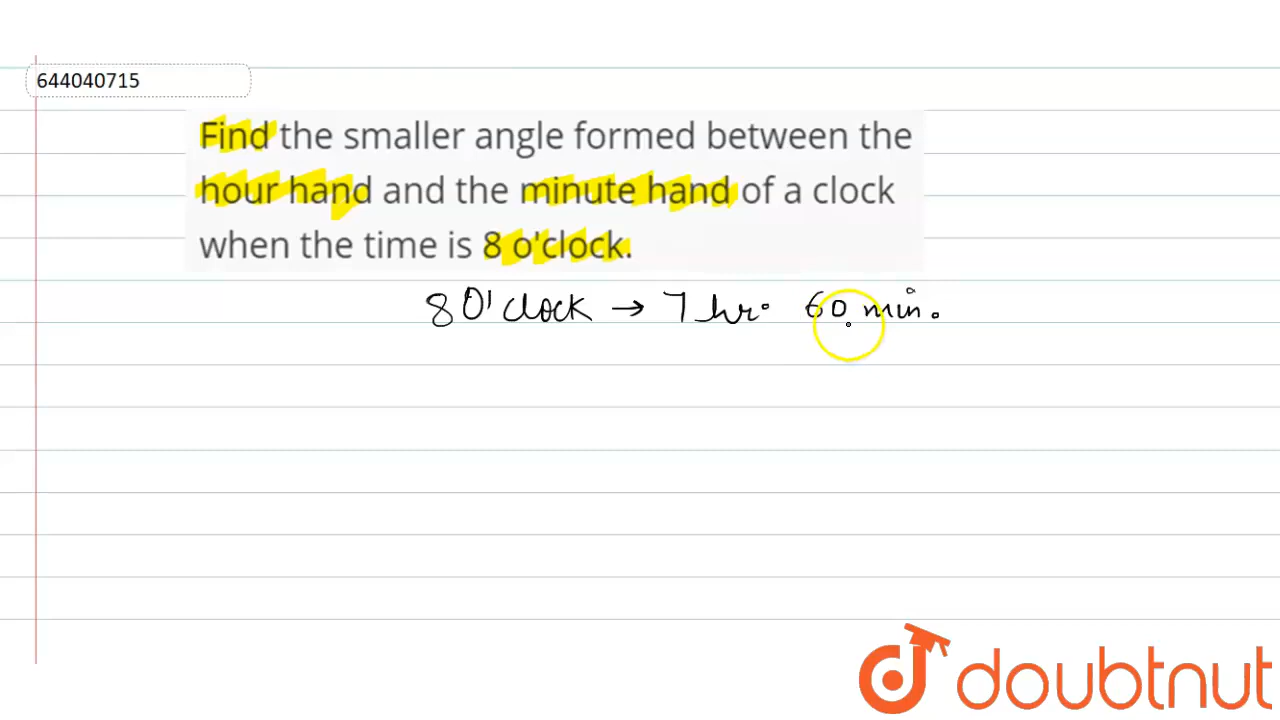 644040715
Find the smaller angle formed between the
hour hand and the minute hand of a clock
when the time is 8 o'clock.
8 O'clock → 7 hr. 60 min.
doubtnut